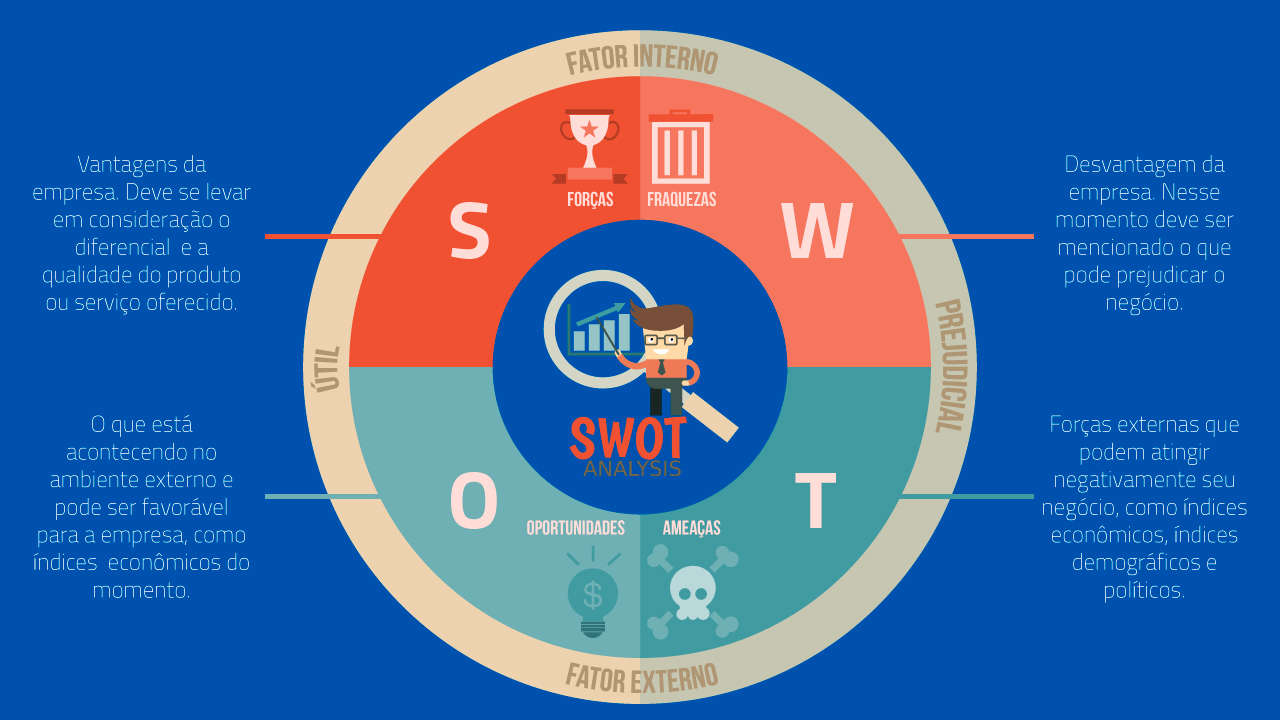 FATOR INTERNO
Vantagens da
empresa. Deve se levar
em consideração o
diferencial e a
qualidade do produto
ou serviço oferecido.
FORÇAS
FRAQUEZAS
S
W
Desvantagem da
empresa. Nesse
momento deve ser
mencionado o que
pode prejudicar o
negócio.
ÚTIL
PREJUDICIAL
SWOT
ANALYSIS
O que está
acontecendo no
ambiente externo e
pode ser favorável
para a empresa, como
índices econômicos do
momento.
O
T
OPORTUNIDADES
AMEAÇAS
$
Forças externas que
podem atingir
negativamente seu
negócio, como índices
econômicos, índices
demográficos e
políticos.
FATOR EXTERNO